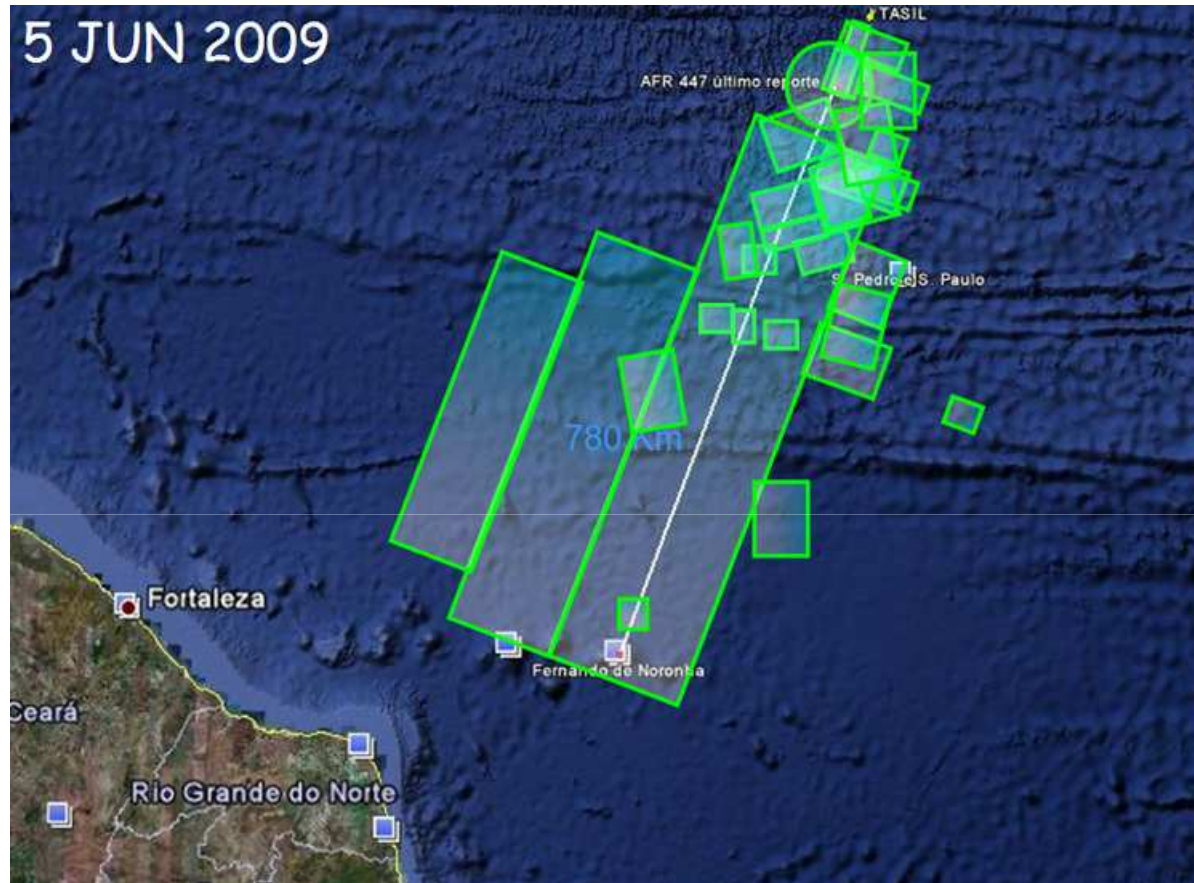 5 JUN 2009
TASIL
AFR 447 último reporte
S. Pedro e S. Paulo
780 Km
Fortaleza
Fernando de Noronha
Ceará
Rio Grande do Norte